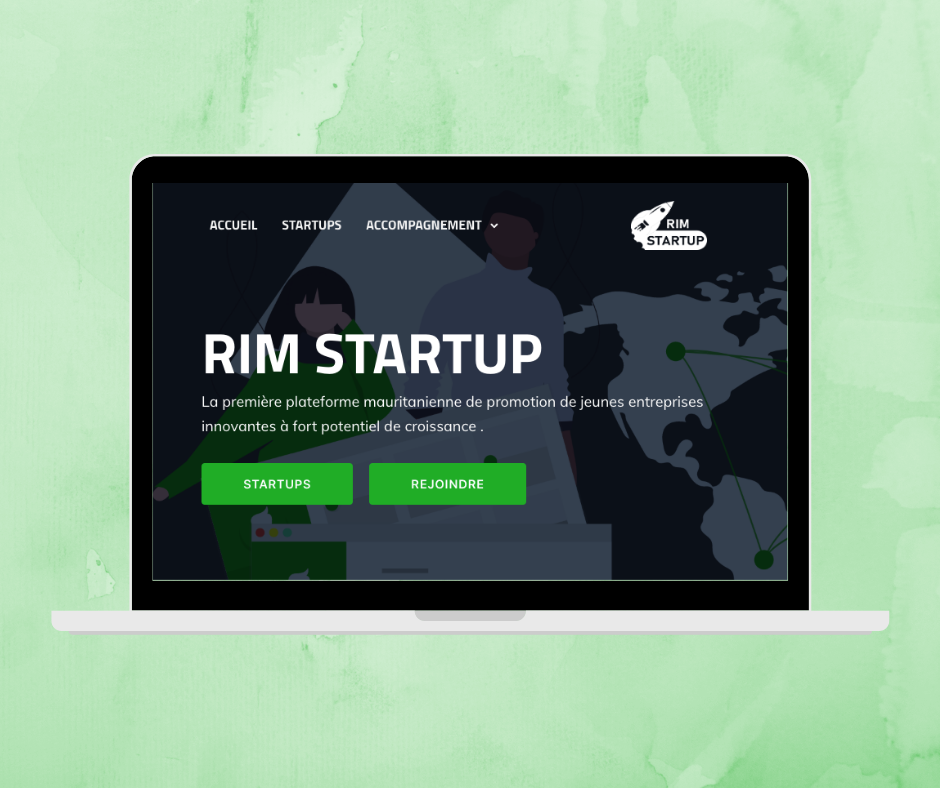 ACCUEIL STARTUPS ACCOMPAGNEMENT
RIM
STARTUP
RIM STARTUP
La première plateforme mauritanienne de promotion de jeunes entreprises
innovantes à fort potentiel de croissance .
STARTUPS REJOINDRE